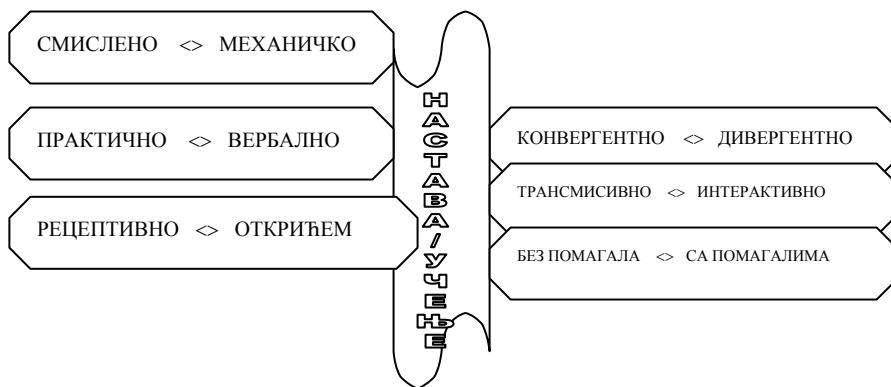 СМИСЛЕНО <> МЕХАНИЧКО
ПРАКТИЧНО <> ВЕРБАЛНО
РЕЦЕПТИВНО <> ОТКРИЋЕМ
НАСТАВА/УЧЕЊЕ
КОНВЕРГЕНТНО <> ДИВЕРГЕНТНО
ТРАНСМИСИВНО <> ИНТЕРАКТИВНО
БЕЗ ПОМАГАЛА <> СА ПОМАГАЛИМА